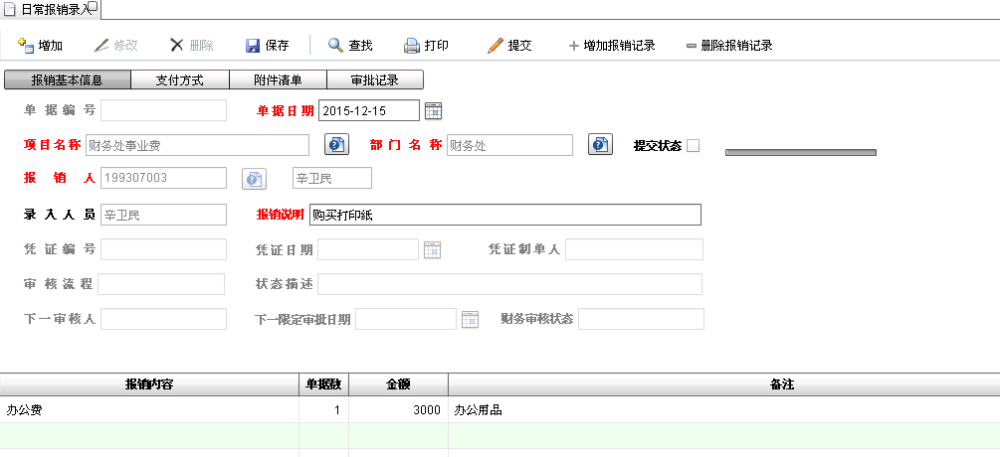 日常报销录入
增加 修改 删除 保存 查找 打印 提交 增加报销记录 删除报销记录
报销基本信息 支付方式 附件清单 审批记录
单据编号 单据日期 2015-12-15
项目名称 财务处事业费 部门名称 财务处 提交状态
报销人 199307003 辛卫民
录入人员 辛卫民 报销说明 购买打印纸
凭证编号 凭证日期 凭证制单人
审核流程 状态描述
下一审核人 下一限定审批日期 财务审核状态
报销内容 单据数 金额 备注
办公费 1 3000 办公用品